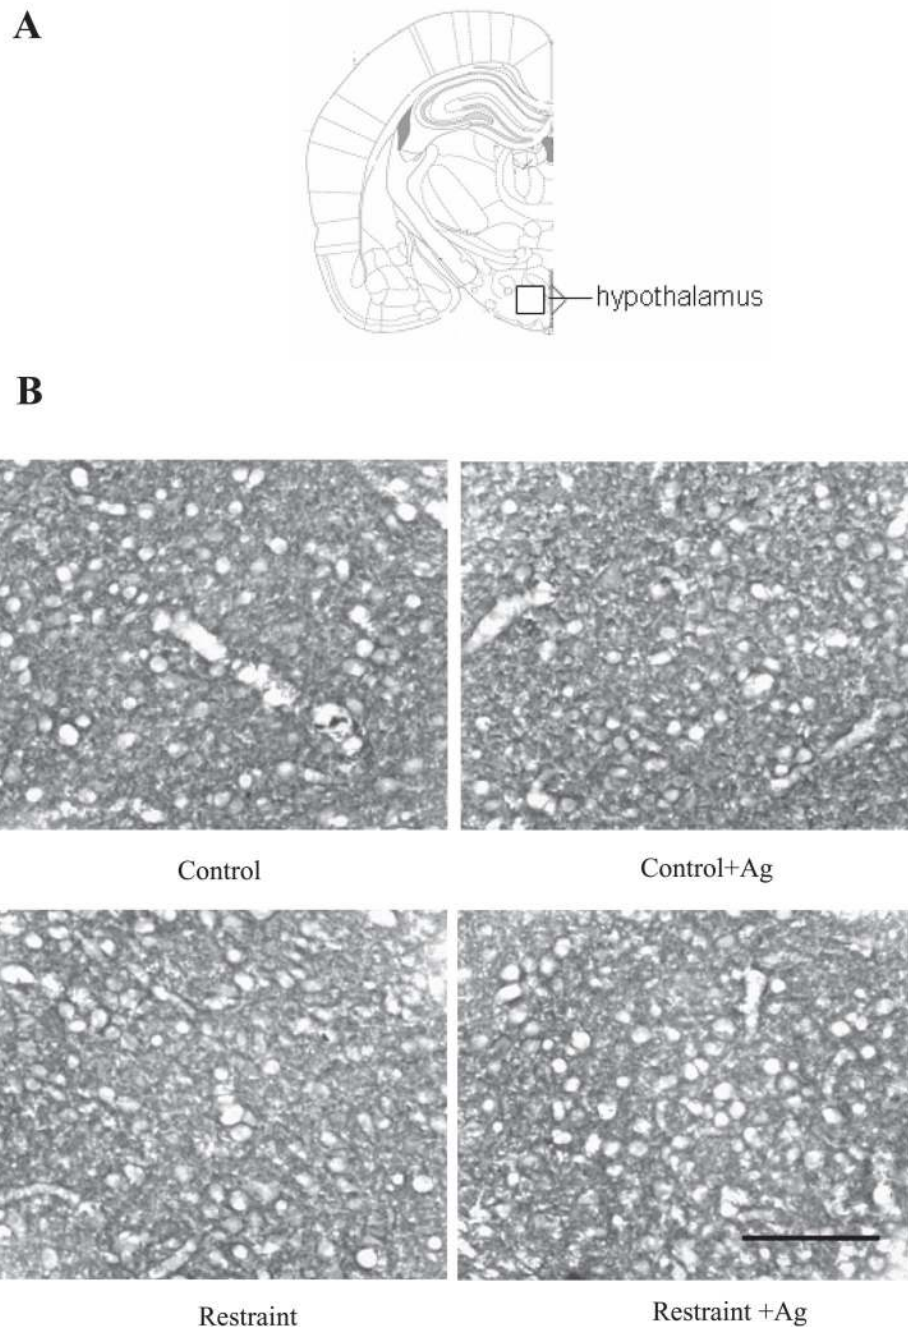 A
hypothalamus
B
Control
Control+Ag
Restraint
Restraint +Ag